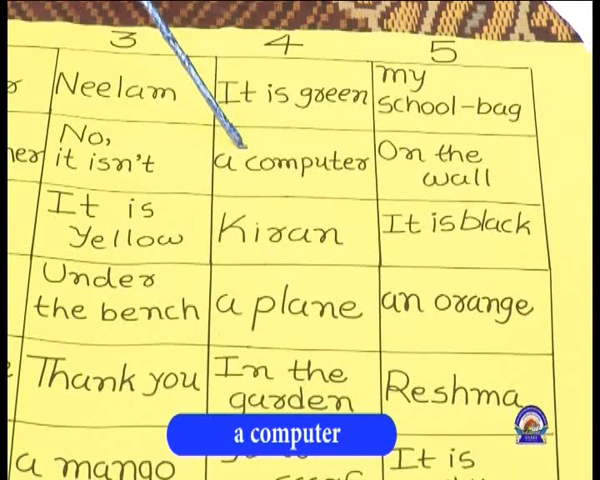 3 4 5
Neelam It is green my
school-bag
No,
it isn't a computer On the
wall
It is
Yellow Kiran It is black
Under
the bench a plane an orange
Thank you In the
garden Reshma
a computer
a mango It is